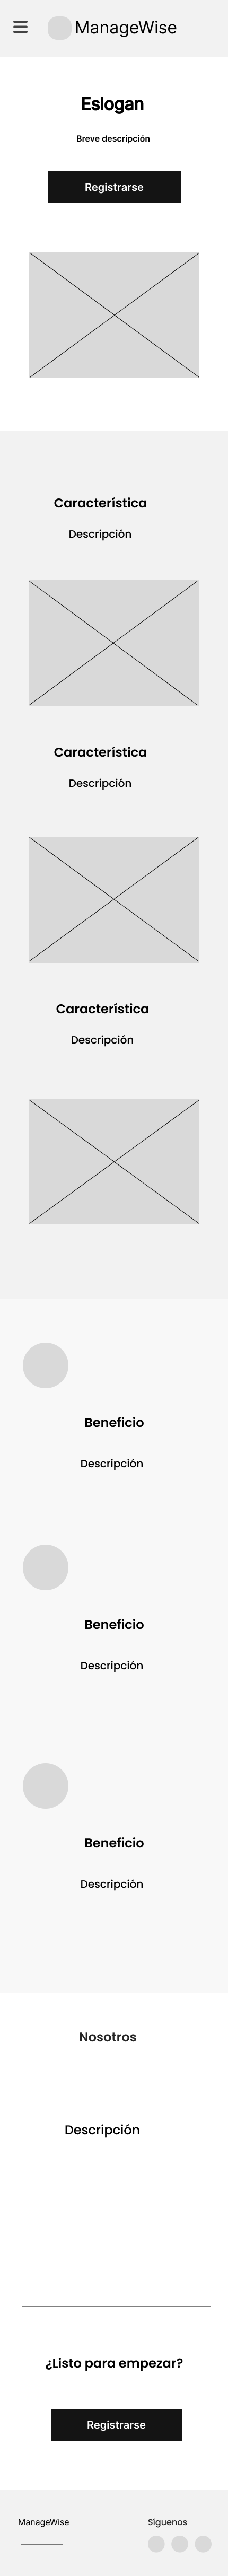 ManageWise
Eslogan
Breve descripción
Registrarse
Característica
Descripción
Característica
Descripción
Característica
Descripción
Beneficio
Descripción
Beneficio
Descripción
Beneficio
Descripción
Nosotros
Descripción
¿Listo para empezar?
Registrarse
ManageWise
Síguenos